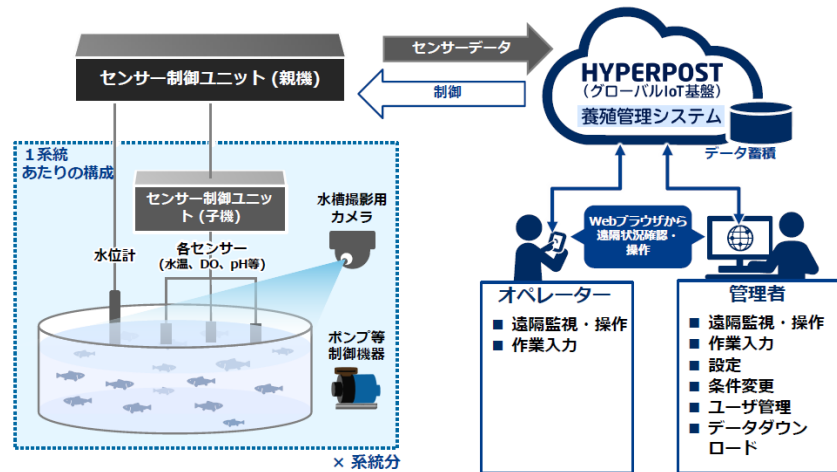 センサー制御ユニット (親機)
センサーデータ
制御
HYPERPOST
(グローバルIoT基盤)
養殖管理システム
データ蓄積
1系統
あたりの構成
センサー制御ユニッ
ト (子機)
水槽撮影用
カメラ
水位計
各センサー
(水温、DO、pH等)
ポンプ等
制御機器
× 系統分
Webブラウザから
遠隔状況確認・
操作
オペレーター
■ 遠隔監視・操作
■ 作業入力
管理者
■ 遠隔監視・操作
■ 作業入力
■ 設定
■ 条件変更
■ ユーザ管理
■ データダウン
ロード